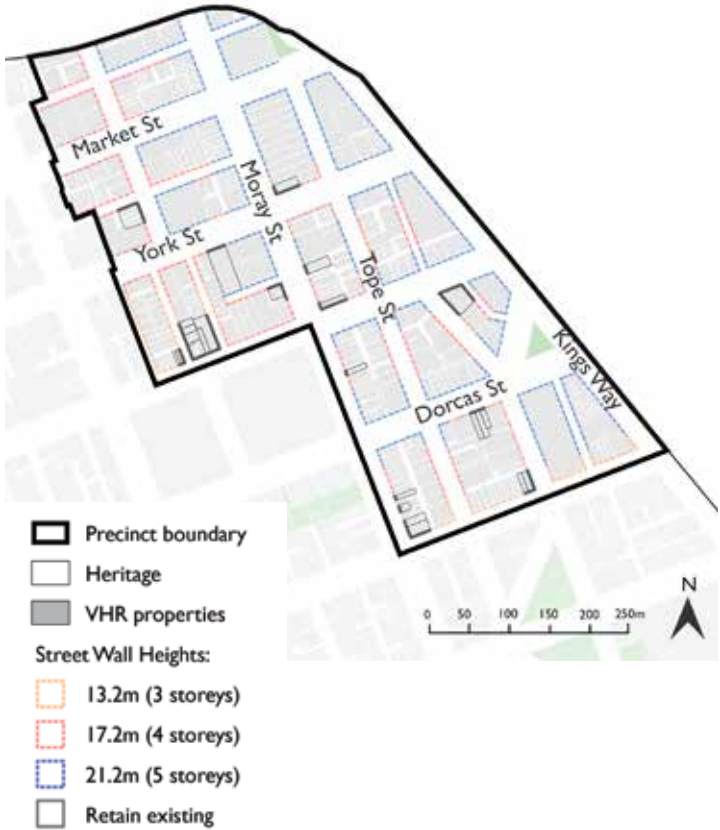 Market St
Moray St
York St
Tope St
Kings Way
Dorcas St
Precinct boundary
Heritage
VHR properties
Street Wall Heights:
13.2m (3 storeys)
17.2m (4 storeys)
21.2m (5 storeys)
Retain existing
N
0 50 100 150 200 250m